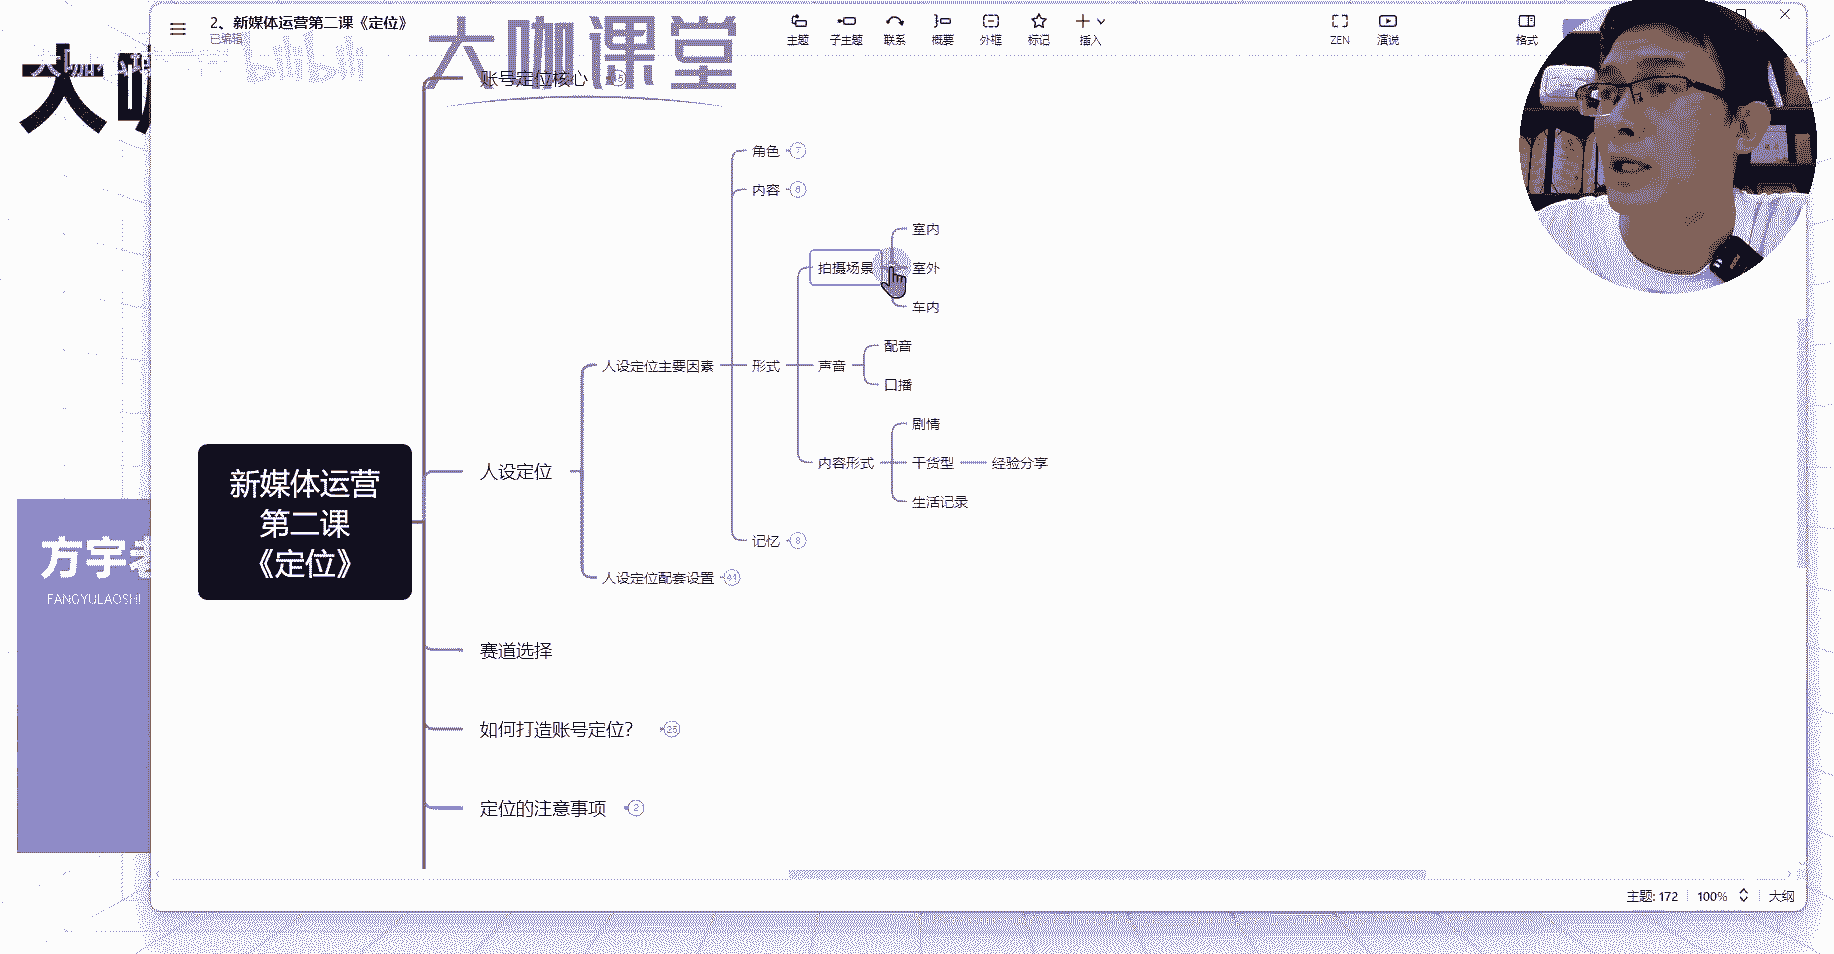 2、新媒体运营第二课《定位》
已编辑
主题
子主题
联系
概要
外框
标记
插入
ZEN
演说
格式
大咖课堂
bilibili
大咖
账号定位核心
5
角色
7
内容
6
室内
拍摄场景
室外
车内
配音
人设定位主要因素
形式
声音
口播
剧情
人设定位
内容形式
干货型
经验分享
生活记录
新媒体运营
第二课
《定位》
记忆
8
方宇老
人设定位配套设置
41
FANGYULAOSHI
赛道选择
如何打造账号定位？
25
定位的注意事项
2
主题: 172
100%
大纲